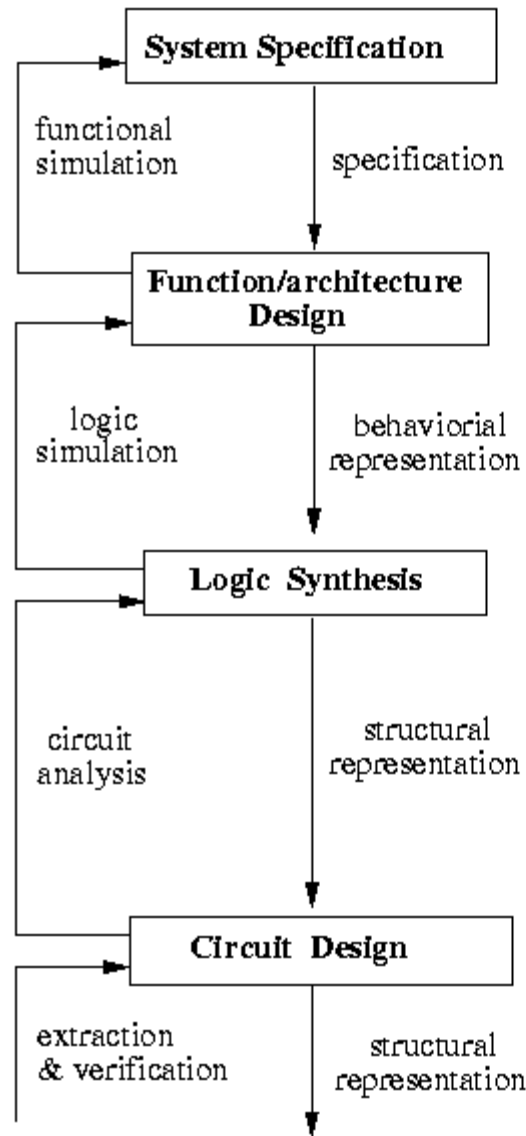 System Specification
functional
simulation
specification
Function/architecture
Design
logic
simulation
behaviorial
representation
Logic Synthesis
circuit
analysis
structural
representation
Circuit Design
extraction
& verification
structural
representation